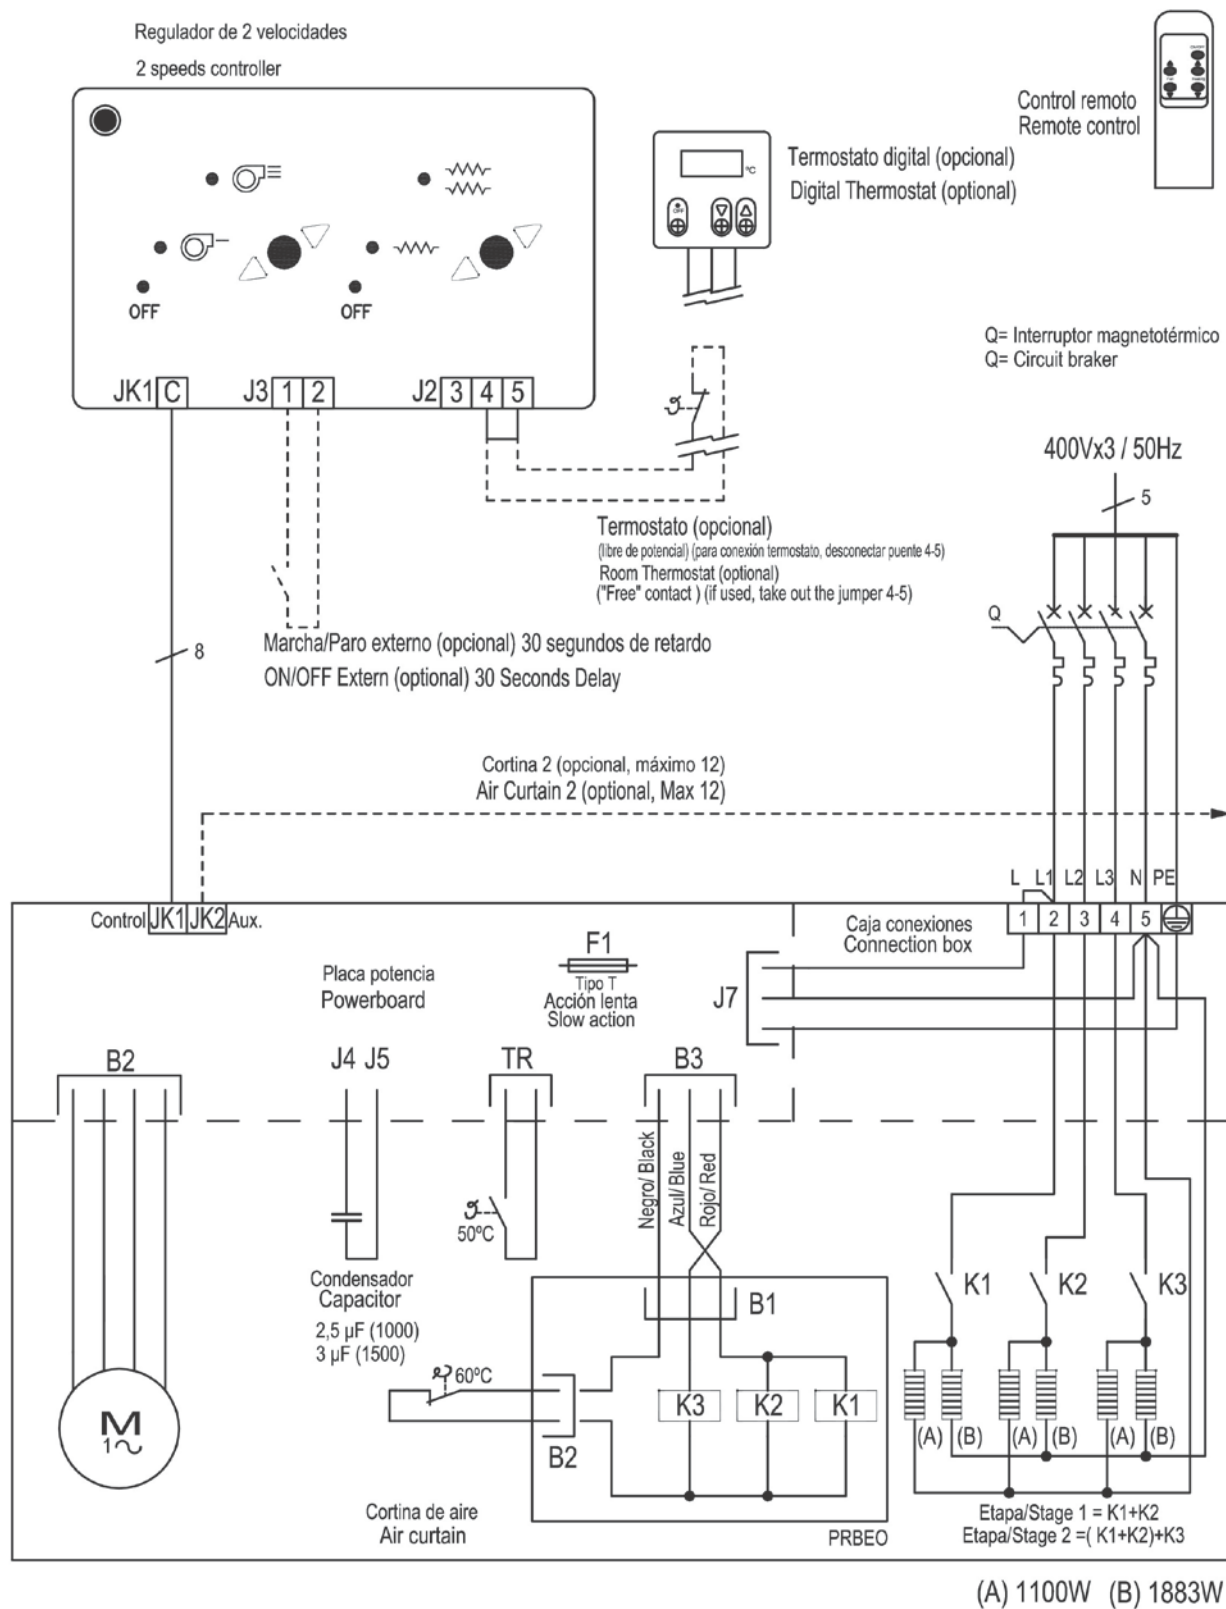 Regulador de 2 velocidades
2 speeds controller
Control remoto
Remote control
°C
OFF
Termostato digital (opcional)
Digital Thermostat (optional)
OFF
OFF
Q= Interruptor magnetotérmico
Q= Circuit braker
JK1 C
J3 1 2
J2 3 4 5
400Vx3 / 50Hz
5
Termostato (opcional)
(libre de potencial) (para conexión termostato, desconectar puente 4-5)
Room Thermostat (optional)
("Free" contact ) (if used, take out the jumper 4-5)
Q
8
Marcha/Paro externo (opcional) 30 segundos de retardo
ON/OFF Extern (optional) 30 Seconds Delay
Cortina 2 (opcional, máximo 12)
Air Curtain 2 (optional, Max 12)
L L1 L2 L3 N PE
Control JK1 JK2 Aux.
Caja conexiones
Connection box
1 2 3 4 5
F1
Tipo T
Acción lenta
Slow action
Placa potencia
Powerboard
J7
B2
J4 J5
TR
B3
Negro/ Black
Azul/ Blue
Rojo/ Red
50ºC
Condensador
Capacitor
2,5 µF (1000)
3 µF (1500)
B1
K1
K2
K3
60ºC
K3
K2
K1
M
1
B2
(A) (B) (A) (B) (A) (B)
Cortina de aire
Air curtain
PRBEO
Etapa/Stage 1 = K1+K2
Etapa/Stage 2 =( K1+K2)+K3
(A) 1100W (B) 1883W